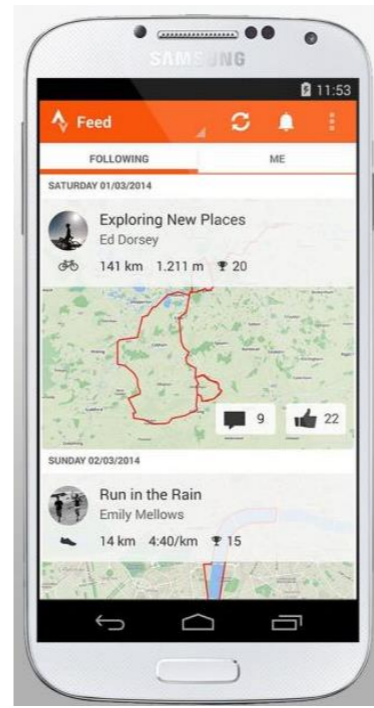 SAMSUNG
11:53
Feed
FOLLOWING ME
SATURDAY 01/03/2014
Exploring New Places
Ed Dorsey
141 km 1.211 m 20
9 22
SUNDAY 02/03/2014
Run in the Rain
Emily Mellows
14 km 4:40/km 15